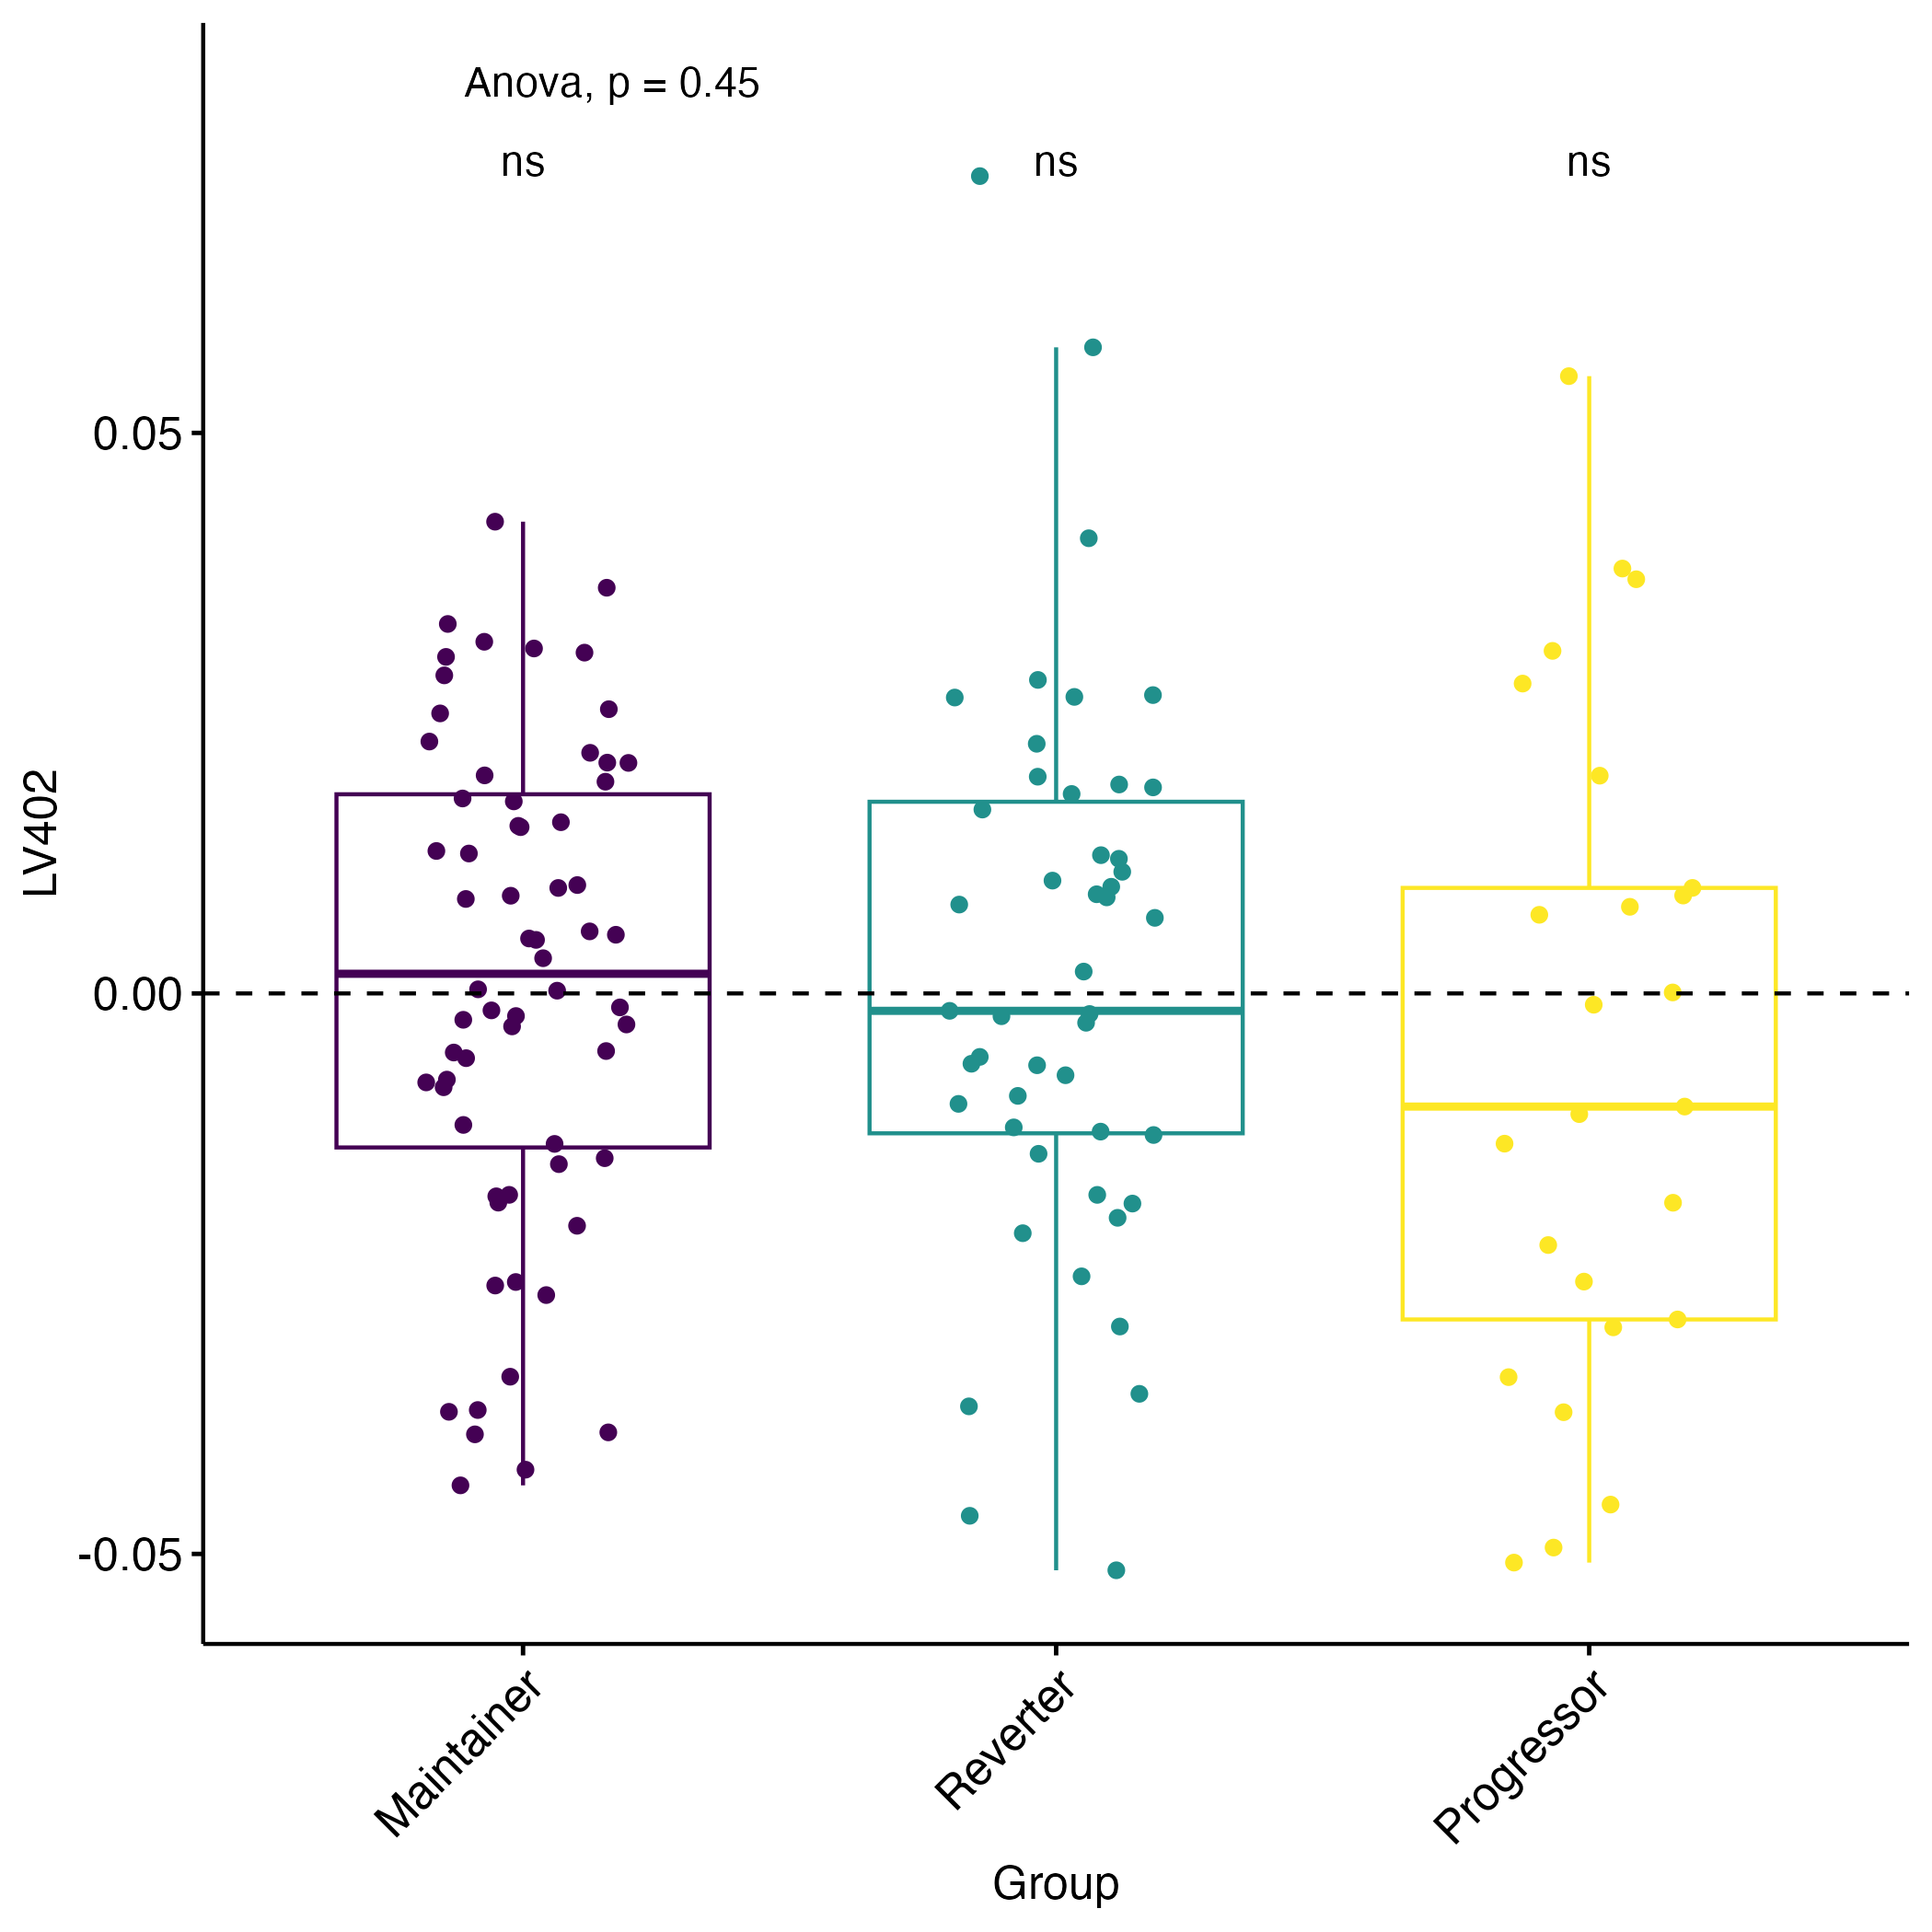 Anova, p = 0.45
ns ns ns
0.05
0.00
-0.05
LV402
Maintainer Reverter Progressor
Group